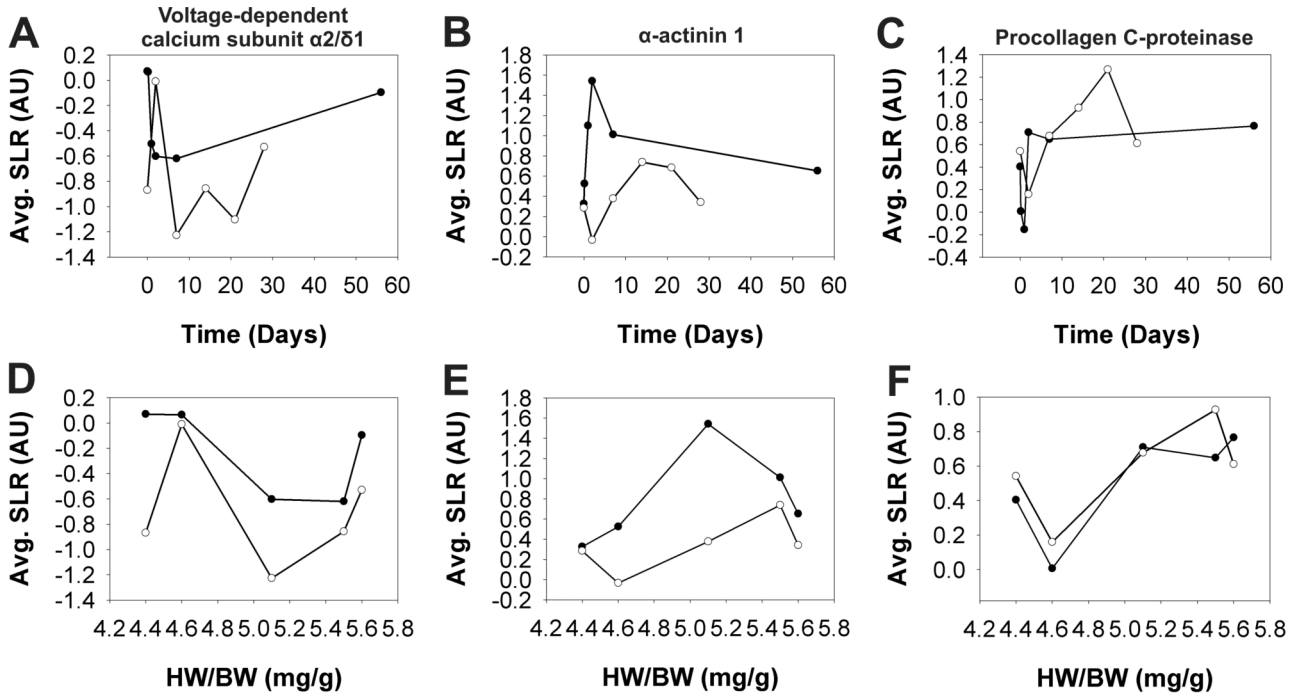 A
Voltage-dependent
calcium subunit α2/δ1
Avg. SLR (AU)
0.2
0.0
-0.2
-0.4
-0.6
-0.8
-1.0
-1.2
-1.4
0 10 20 30 40 50 60
Time (Days)
B
α-actinin 1
Avg. SLR (AU)
1.8
1.6
1.4
1.2
1.0
0.8
0.6
0.4
0.2
0.0
-0.2
0 10 20 30 40 50 60
Time (Days)
C
Procollagen C-proteinase
Avg. SLR (AU)
1.4
1.2
1.0
0.8
0.6
0.4
0.2
0.0
-0.2
-0.4
0 10 20 30 40 50 60
Time (Days)
D
Avg. SLR (AU)
0.2
0.0
-0.2
-0.4
-0.6
-0.8
-1.0
-1.2
-1.4
4.2 4.4 4.6 4.8 5.0 5.2 5.4 5.6 5.8
HW/BW (mg/g)
E
Avg. SLR (AU)
1.8
1.6
1.4
1.2
1.0
0.8
0.6
0.4
0.2
0.0
-0.2
4.2 4.4 4.6 4.8 5.0 5.2 5.4 5.6 5.8
HW/BW (mg/g)
F
Avg. SLR (AU)
1.0
0.8
0.6
0.4
0.2
0.0
4.2 4.4 4.6 4.8 5.0 5.2 5.4 5.6 5.8
HW/BW (mg/g)